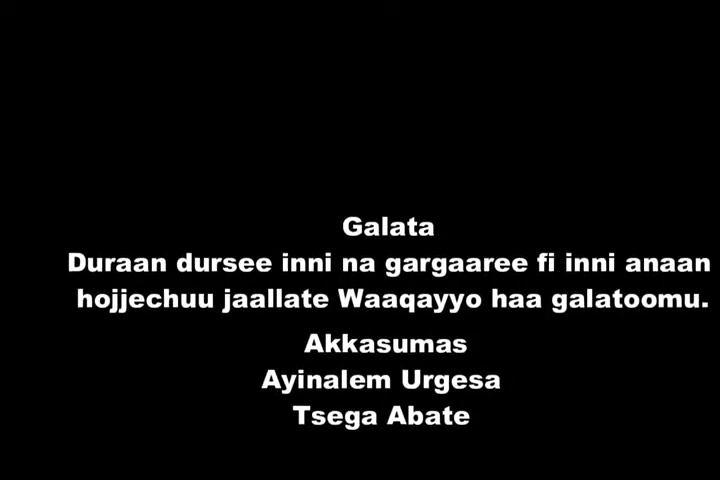 Galata
Duraan dursee inni na gargaaree fi inni anaan
hojjechuu jaallate Waaqayyo haa galatoomu.
Akkasumas
Ayinalem Urgesa
Tsega Abate